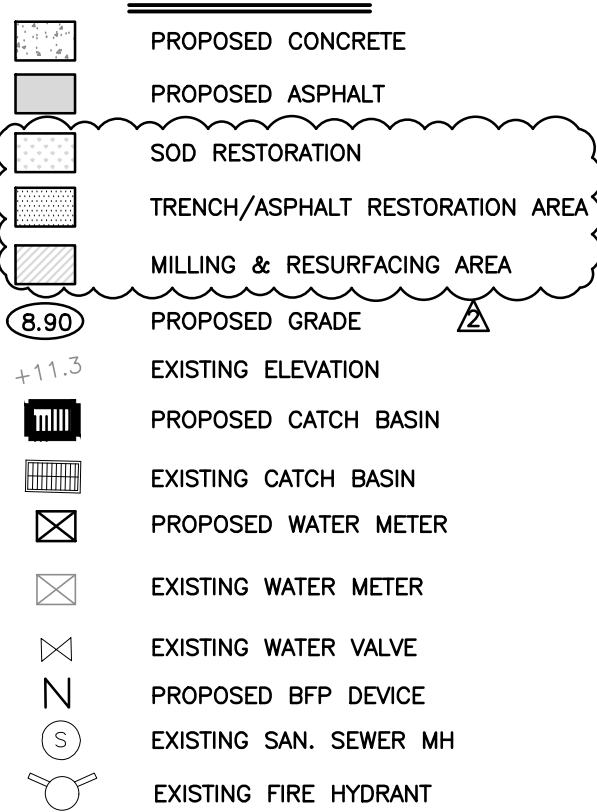 PROPOSED CONCRETE
PROPOSED ASPHALT
SOD RESTORATION
TRENCH/ASPHALT RESTORATION AREA
MILLING & RESURFACING AREA
8.90 PROPOSED GRADE 2
+11.3 EXISTING ELEVATION
PROPOSED CATCH BASIN
EXISTING CATCH BASIN
PROPOSED WATER METER
EXISTING WATER METER
EXISTING WATER VALVE
N PROPOSED BFP DEVICE
S EXISTING SAN. SEWER MH
EXISTING FIRE HYDRANT